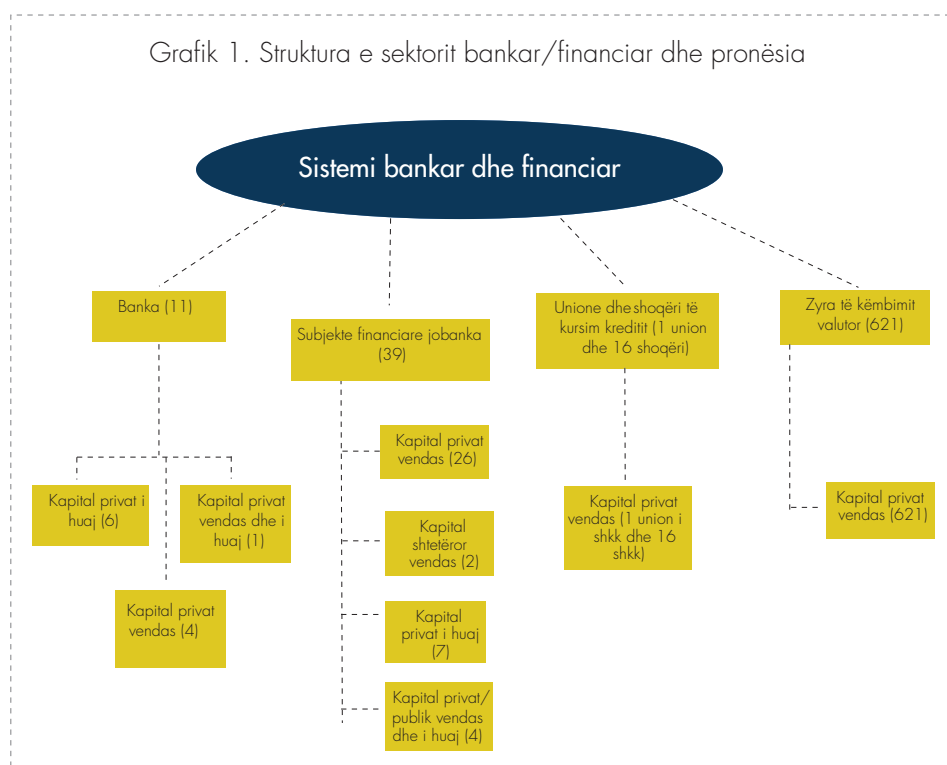 Grafik 1. Struktura e sektorit bankar/financiar dhe pronësia
Sistemi bankar dhe financiar
Banka (11)
Subjekte financiare jobanka
(39)
Unione dhe shoqëri të
kursim kreditit (1 union
dhe 16 shoqëri)
Zyra të këmbimit
valutor (621)
Kapital privat i
huaj (6)
Kapital privat
vendas dhe i
huaj (1)
Kapital privat
vendas (4)
Kapital privat
vendas (26)
Kapital
shtetëror
vendas (2)
Kapital
privat i huaj
(7)
Kapital privat/
publik vendas
dhe i huaj (4)
Kapital privat
vendas (1 union i
shkk dhe 16
shkk)
Kapital privat
vendas (621)